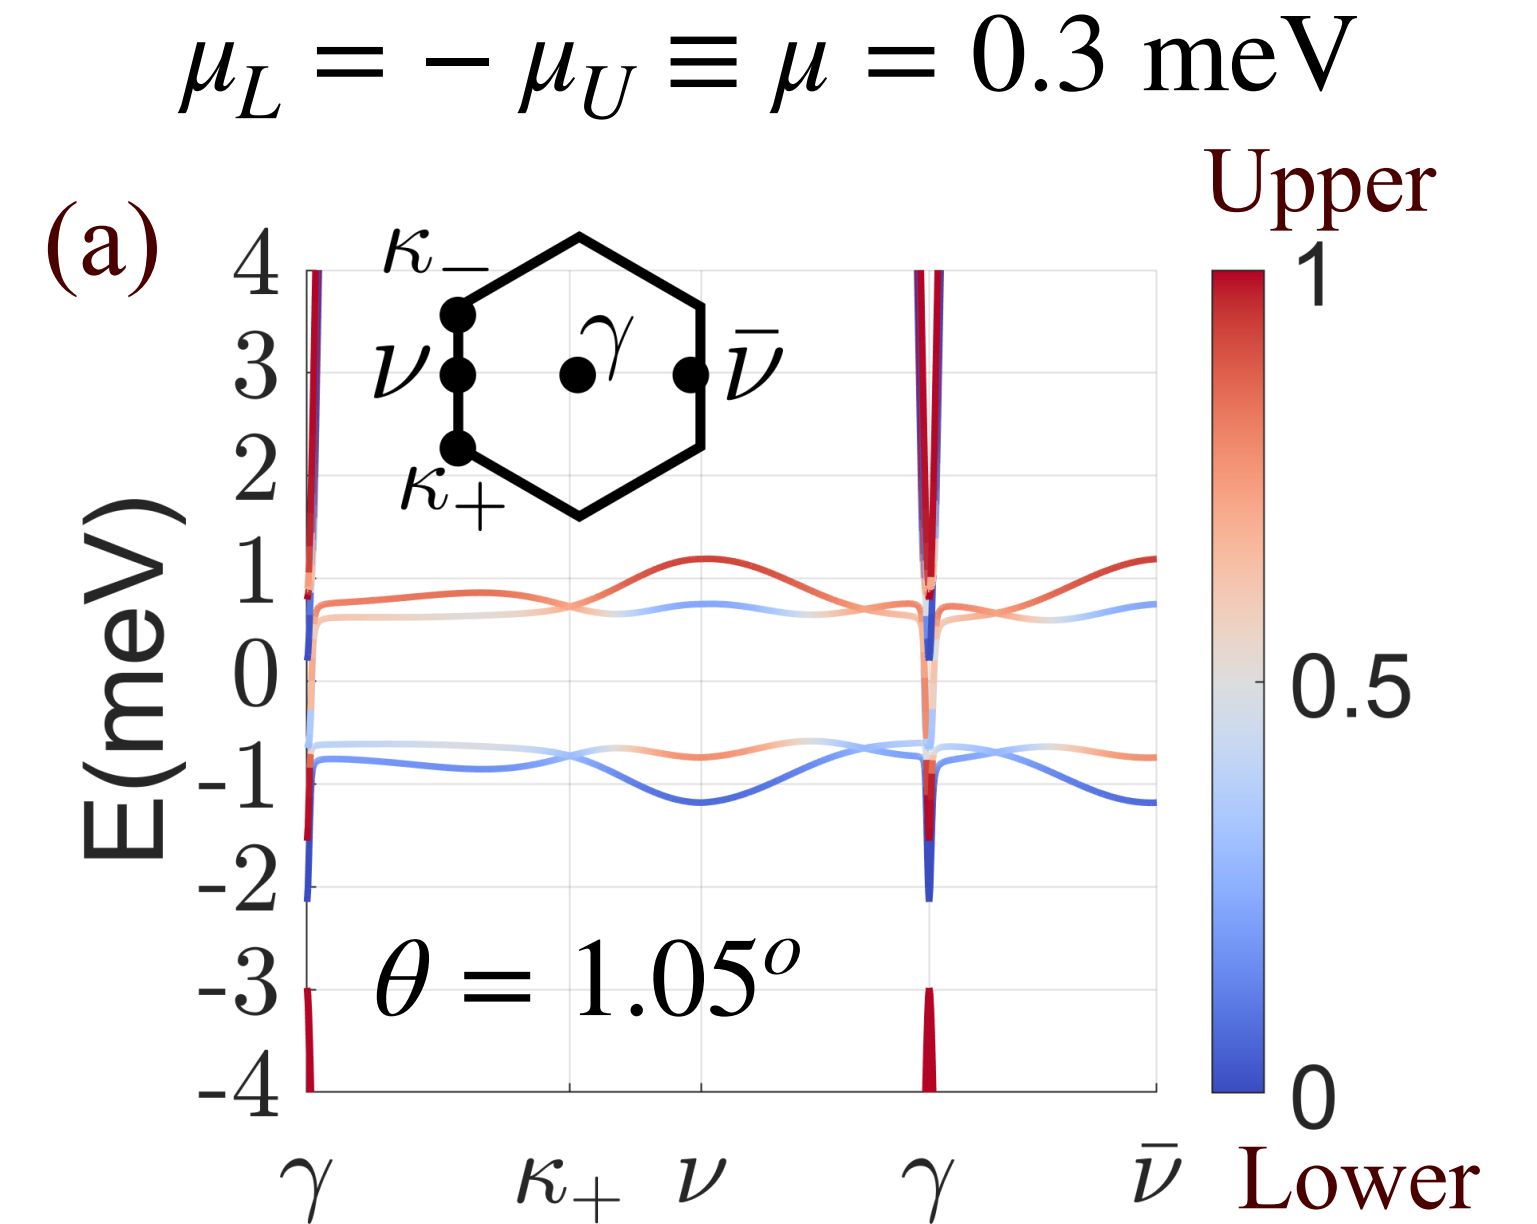 μ_L = − μ_U ≡ μ = 0.3 meV
(a)
Upper
κ_−
ν
γ
ν̄
κ_+
E(meV)
4
3
2
1
0
-1
-2
-3
-4
θ = 1.05^o
γ
κ_+
ν
γ
ν̄
1
0.5
0
Lower